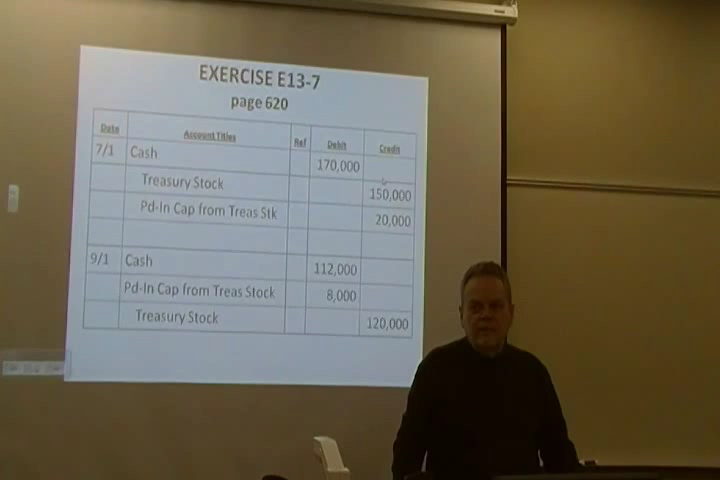 EXERCISE E13-7
page 620
Date Account Titles Ref Debit Credit
7/1 Cash 170,000
Treasury Stock 150,000
Pd-In Cap from Treas Stk 20,000
9/1 Cash 112,000
Pd-In Cap from Treas Stock 8,000
Treasury Stock 120,000